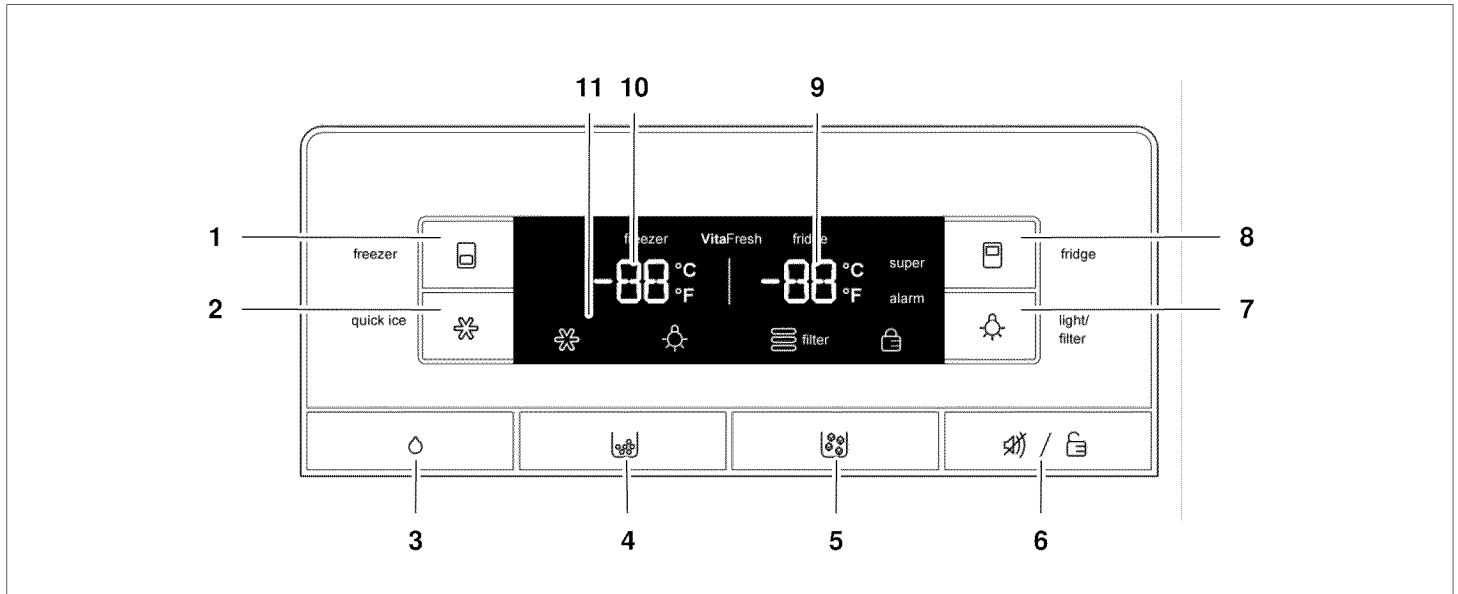 11 10 9
1 8
freezer VitaFresh fridge
freezer fridge
-88 °C -88 °C super
°F °F alarm
2 7
quick ice light/
filter
filter
/
3 4 5 6